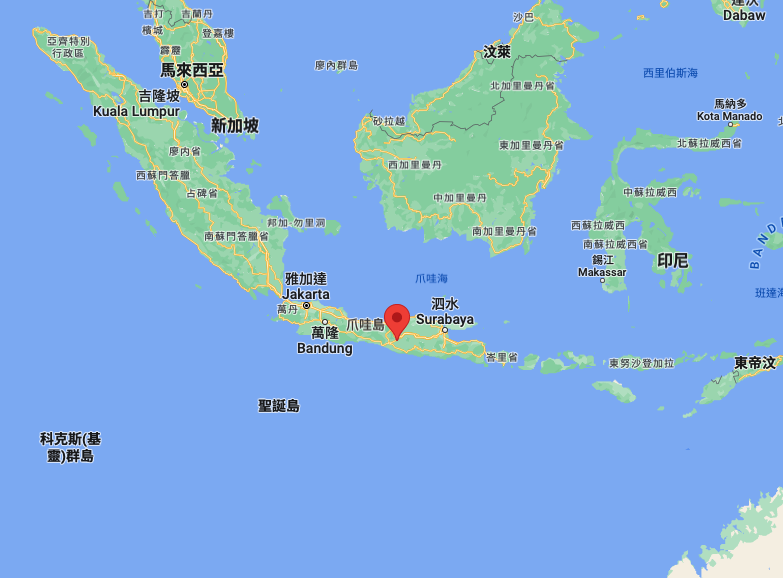 吉打
吉蘭丹
沙巴
達沃
Dabaw
檳城
登嘉樓
亞齊特別
行政區
霹靂
汶萊
馬來西亞
廖內群島
西里伯斯海
北加里曼丹省
吉隆坡
Kuala Lumpur
馬納多
Kota Manado
新加坡
砂拉越
廖內省
西加里曼丹
東加里曼丹省
北蘇拉威西省
西蘇門答臘
占碑省
中加里曼丹
中蘇拉威西
邦加-勿里洞
南蘇門答臘省
南加里曼丹省
西蘇拉威西
南蘇拉威西省
印尼
BANDE
錫江
Makassar
雅加達
Jakarta
爪哇海
班達海
萬丹
泗水
Surabaya
爪哇島
萬隆
Bandung
峇里省
東努沙登加拉
東帝汶
聖誕島
科克斯(基
靈)群島